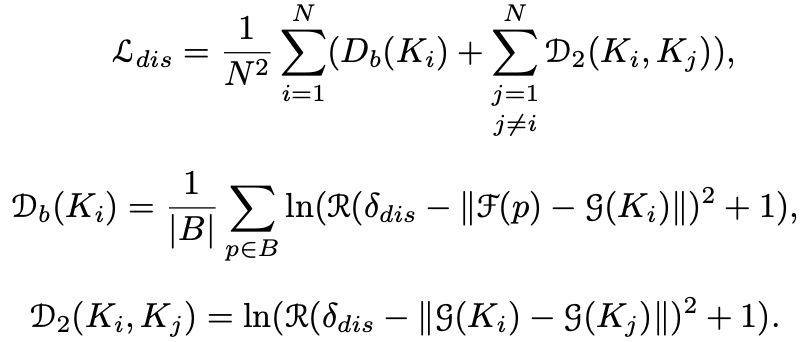 $\mathcal{L}_{dis} = \frac{1}{N^2} \sum_{i=1}^{N} (D_b(K_i) + \sum_{\substack{j=1 \\ j \neq i}}^{N} \mathcal{D}_2(K_i, K_j)),$
$\mathcal{D}_b(K_i) = \frac{1}{|B|} \sum_{p \in B} \ln(\mathcal{R}(\delta_{dis} - \|\mathcal{F}(p) - \mathcal{G}(K_i)\|)^2 + 1),$
$\mathcal{D}_2(K_i, K_j) = \ln(\mathcal{R}(\delta_{dis} - \|\mathcal{G}(K_i) - \mathcal{G}(K_j)\|)^2 + 1).$